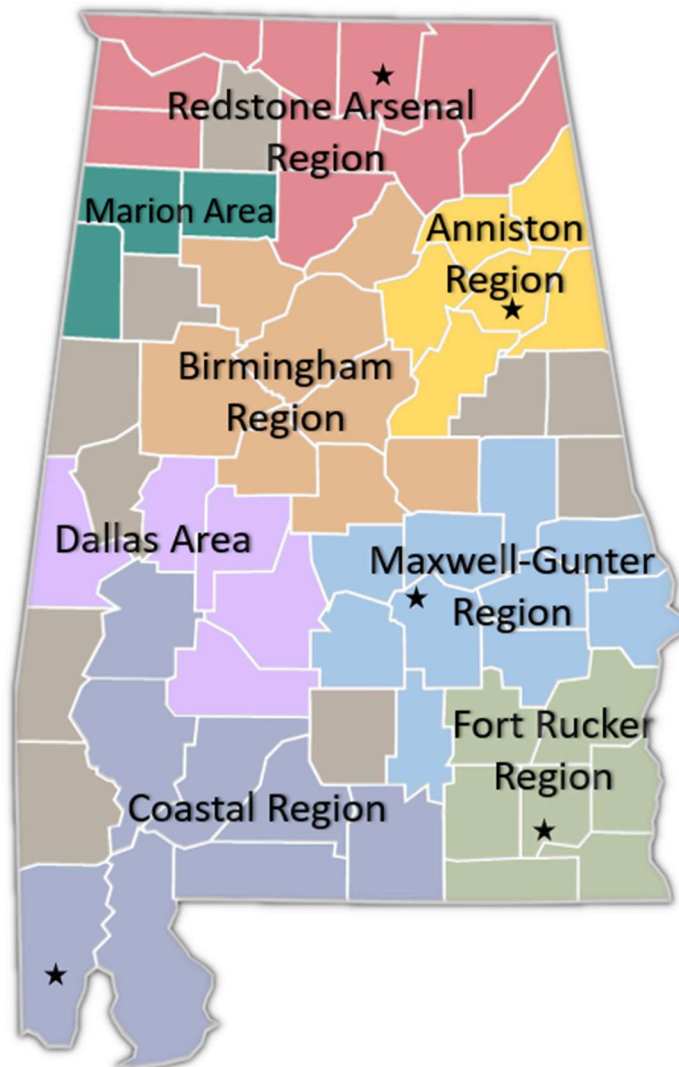 Redstone Arsenal
Region
Marion Area
Anniston
Region
Birmingham
Region
Dallas Area
Maxwell-Gunter
Region
Fort Rucker
Region
Coastal Region